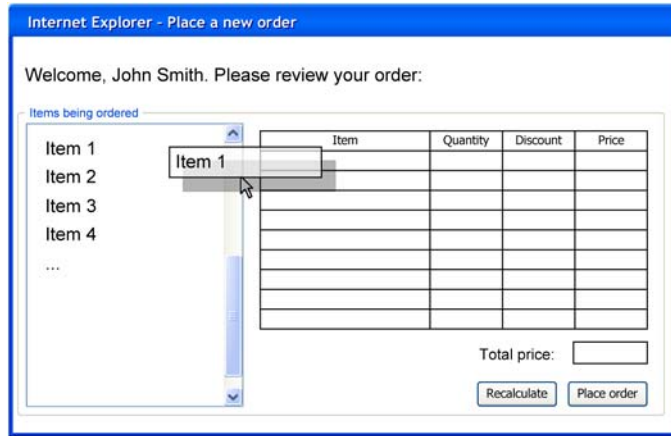 Internet Explorer - Place a new order
Welcome, John Smith. Please review your order:
Items being ordered
Item 1
Item 2
Item 3
Item 4
...
Item 1
Item Quantity Discount Price
Total price:
Recalculate Place order